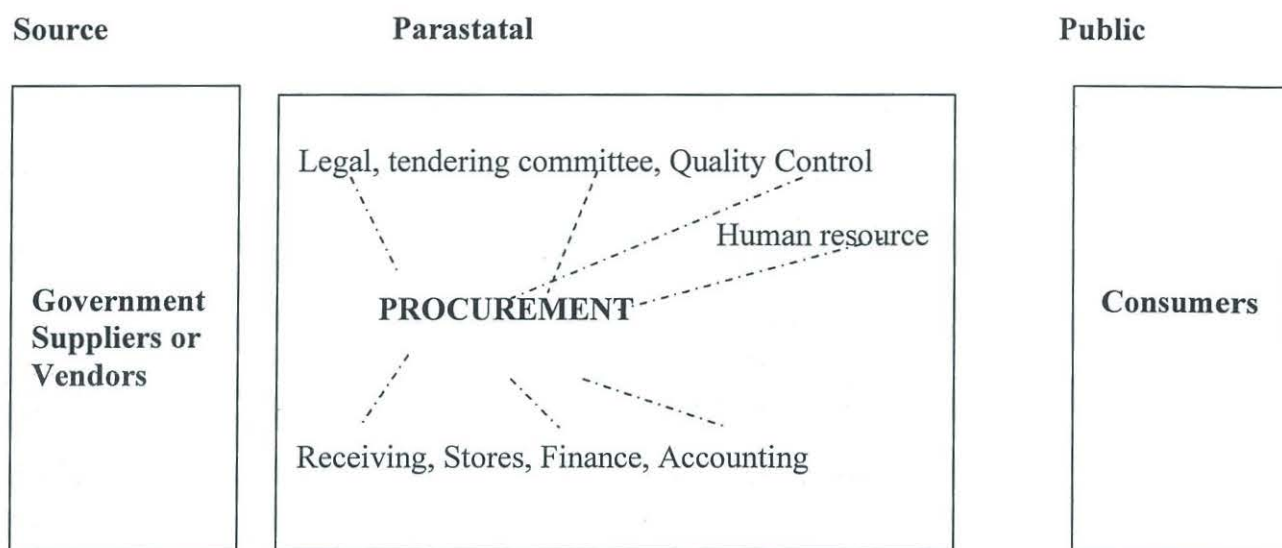 Source Parastatal Public
Legal, tendering committee, Quality Control
Human resource
Government
Suppliers or
Vendors
PROCUREMENT
Consumers
Receiving, Stores, Finance, Accounting